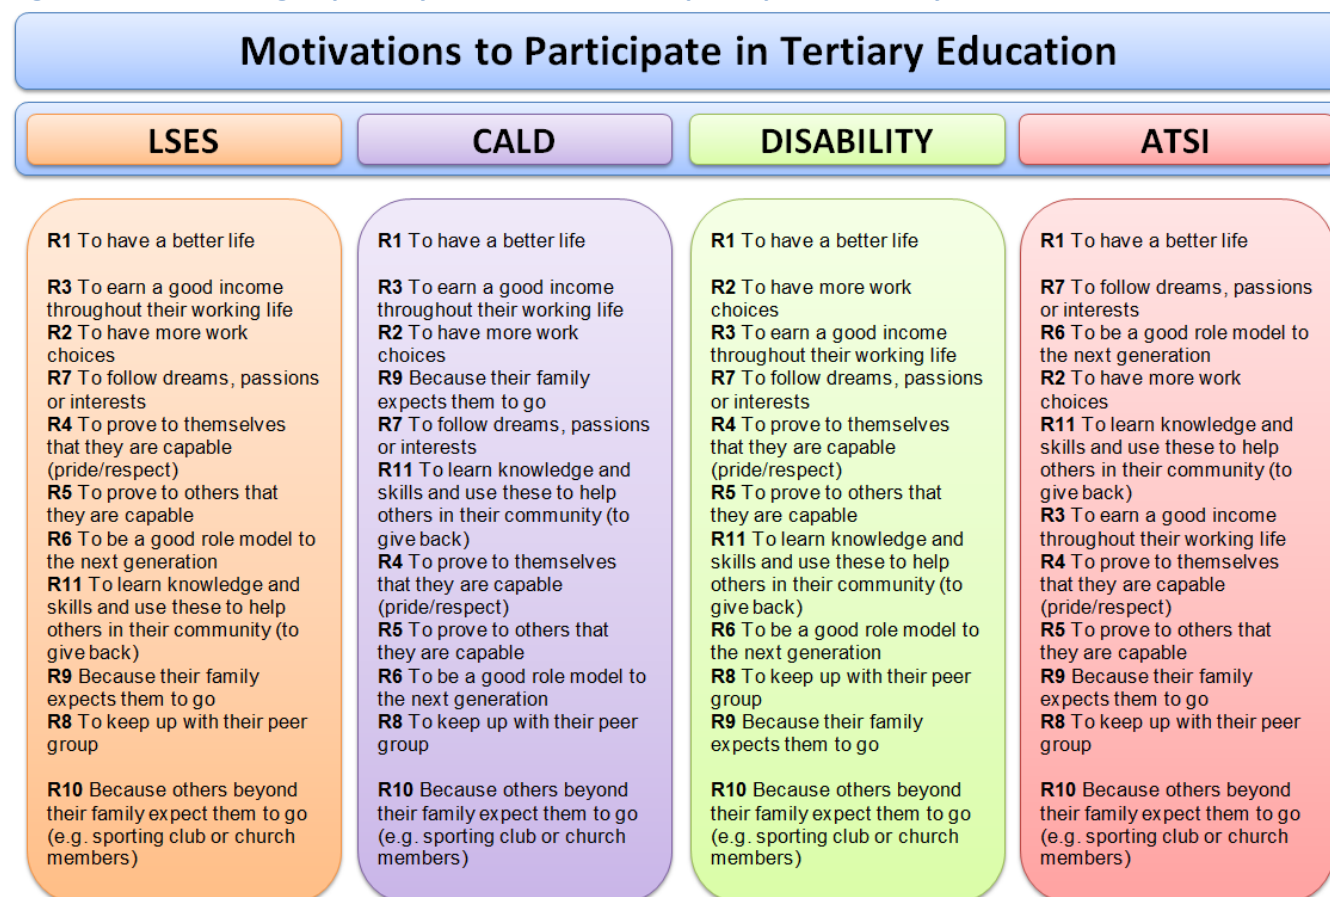 Motivations to Participate in Tertiary Education
LSES
CALD
DISABILITY
ATSI
R1 To have a better life
R3 To earn a good income
throughout their working life
R2 To have more work
choices
R7 To follow dreams, passions
or interests
R4 To prove to themselves
that they are capable
(pride/respect)
R5 To prove to others that
they are capable
R6 To be a good role model to
the next generation
R11 To learn knowledge and
skills and use these to help
others in their community (to
give back)
R9 Because their family
expects them to go
R8 To keep up with their peer
group
R10 Because others beyond
their family expect them to go
(e.g. sporting club or church
members)
R1 To have a better life
R3 To earn a good income
throughout their working life
R2 To have more work
choices
R9 Because their family
expects them to go
R7 To follow dreams, passions
or interests
R11 To learn knowledge and
skills and use these to help
others in their community (to
give back)
R4 To prove to themselves
that they are capable
(pride/respect)
R5 To prove to others that
they are capable
R6 To be a good role model to
the next generation
R8 To keep up with their peer
group
R10 Because others beyond
their family expect them to go
(e.g. sporting club or church
members)
R1 To have a better life
R2 To have more work
choices
R3 To earn a good income
throughout their working life
R7 To follow dreams, passions
or interests
R4 To prove to themselves
that they are capable
(pride/respect)
R5 To prove to others that
they are capable
R11 To learn knowledge and
skills and use these to help
others in their community (to
give back)
R6 To be a good role model to
the next generation
R8 To keep up with their peer
group
R9 Because their family
expects them to go
R10 Because others beyond
their family expect them to go
(e.g. sporting club or church
members)
R1 To have a better life
R7 To follow dreams, passions
or interests
R6 To be a good role model to
the next generation
R2 To have more work
choices
R11 To learn knowledge and
skills and use these to help
others in their community (to
give back)
R3 To earn a good income
throughout their working life
R4 To prove to themselves
that they are capable
(pride/respect)
R5 To prove to others that
they are capable
R9 Because their family
expects them to go
R8 To keep up with their peer
group
R10 Because others beyond
their family expect them to go
(e.g. sporting club or church
members)